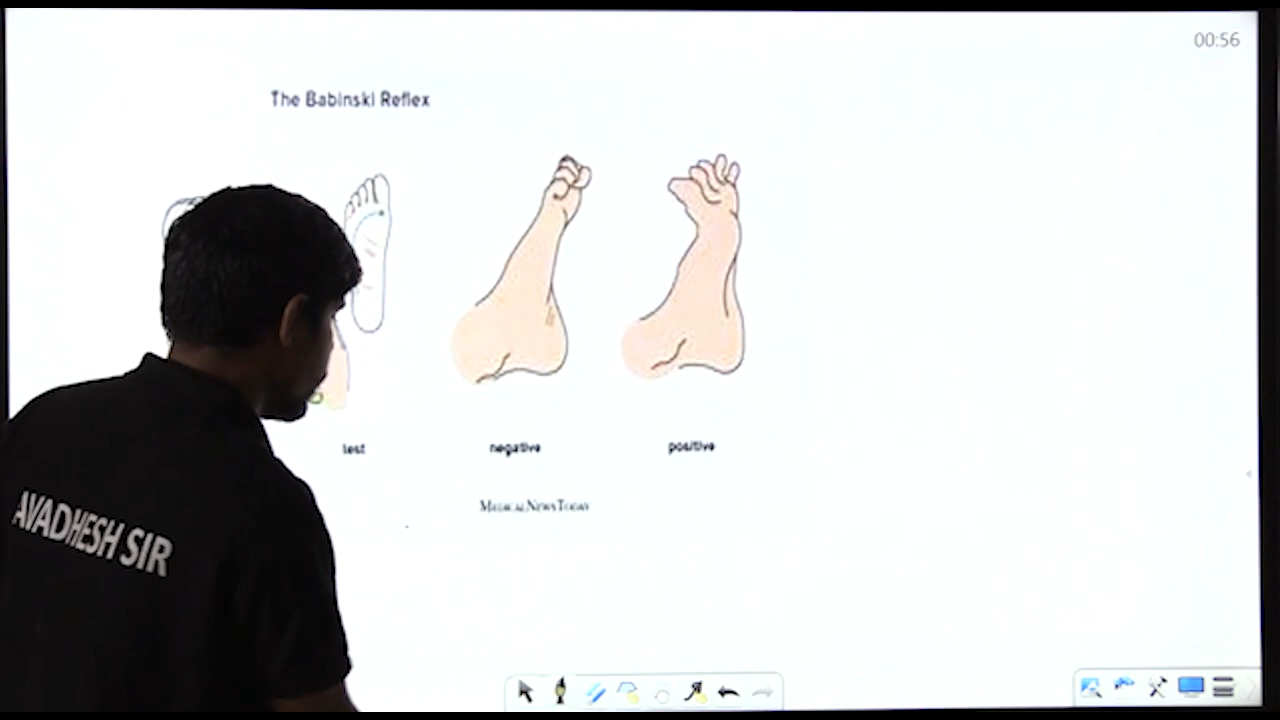 00:56
The Babinski Reflex
test
negative
positive
MEDICALNEWSTODAY
AVADHESH SIR